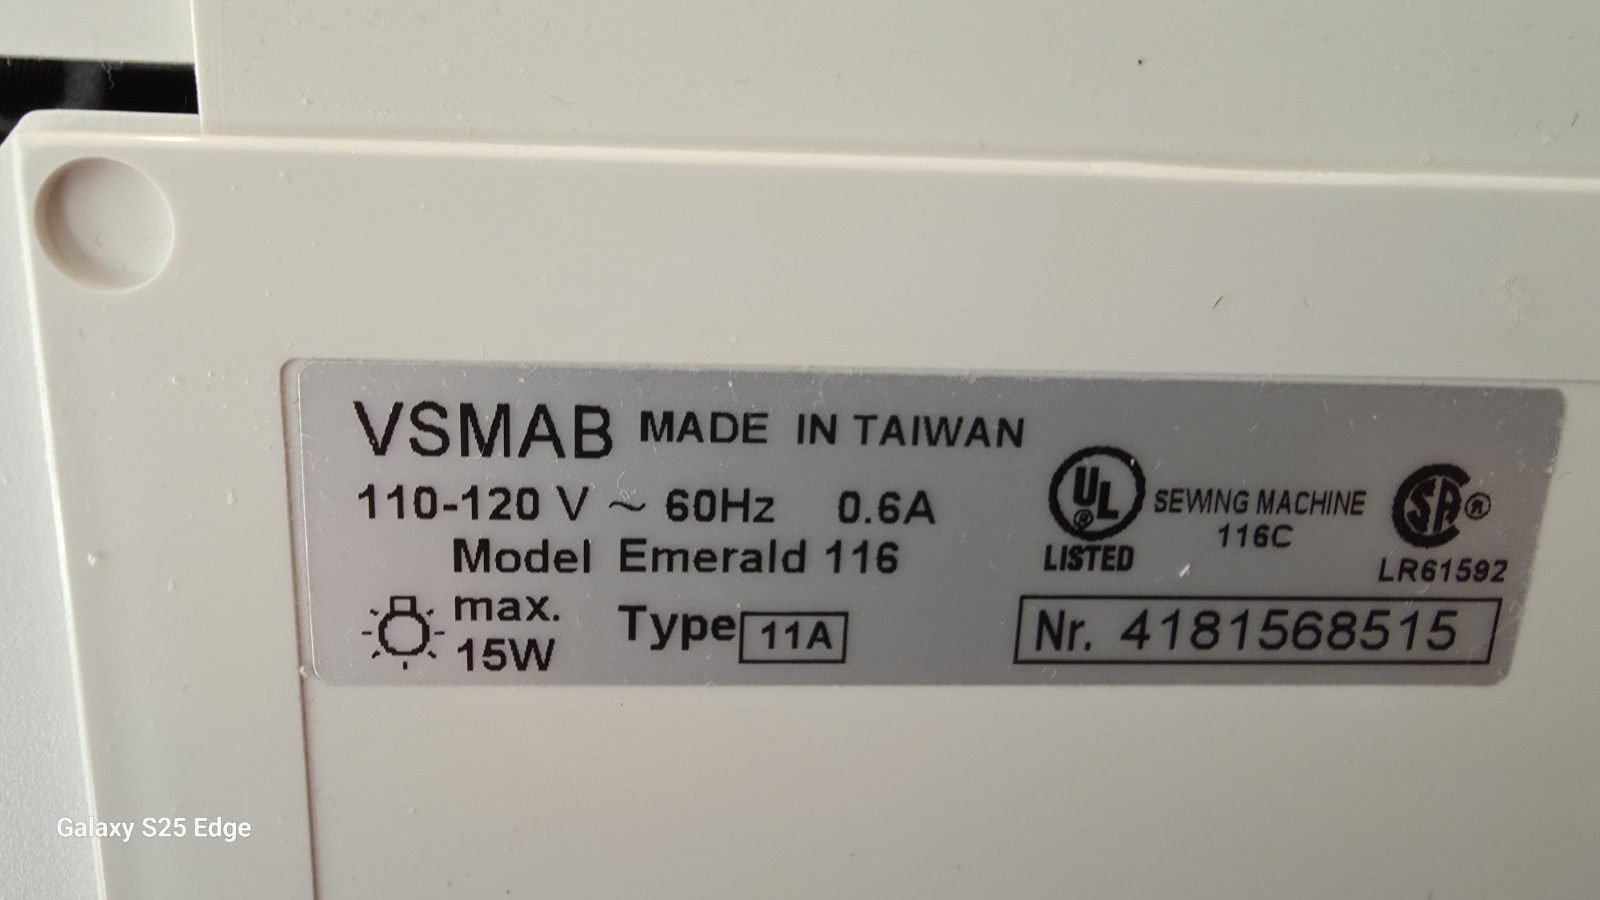 VSMAB MADE IN TAIWAN
110-120 V ~ 60Hz 0.6A
Model Emerald 116
max.
15W
Type 11A
UL
®
LISTED
SEWING MACHINE
116C
SA ®
LR61592
Nr. 4181568515
Galaxy S25 Edge